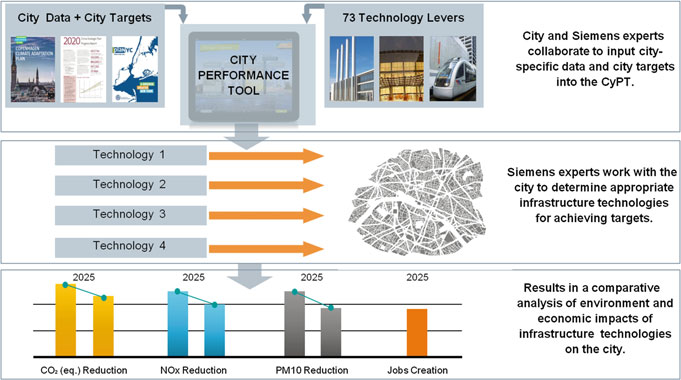 City Data + City Targets
COPENHAGEN
CLIMATE ADAPTATION
PLAN
2020
NYC
CITY
PERFORMANCE
TOOL
73 Technology Levers
City and Siemens experts
collaborate to input city-
specific data and city targets
into the CyPT.
Technology 1
Technology 2
Technology 3
Technology 4
Siemens experts work with the
city to determine appropriate
infrastructure technologies
for achieving targets.
2025
2025
2025
2025
CO₂ (eq.) Reduction
NOx Reduction
PM10 Reduction
Jobs Creation
Results in a comparative
analysis of environment and
economic impacts of
infrastructure technologies
on the city.